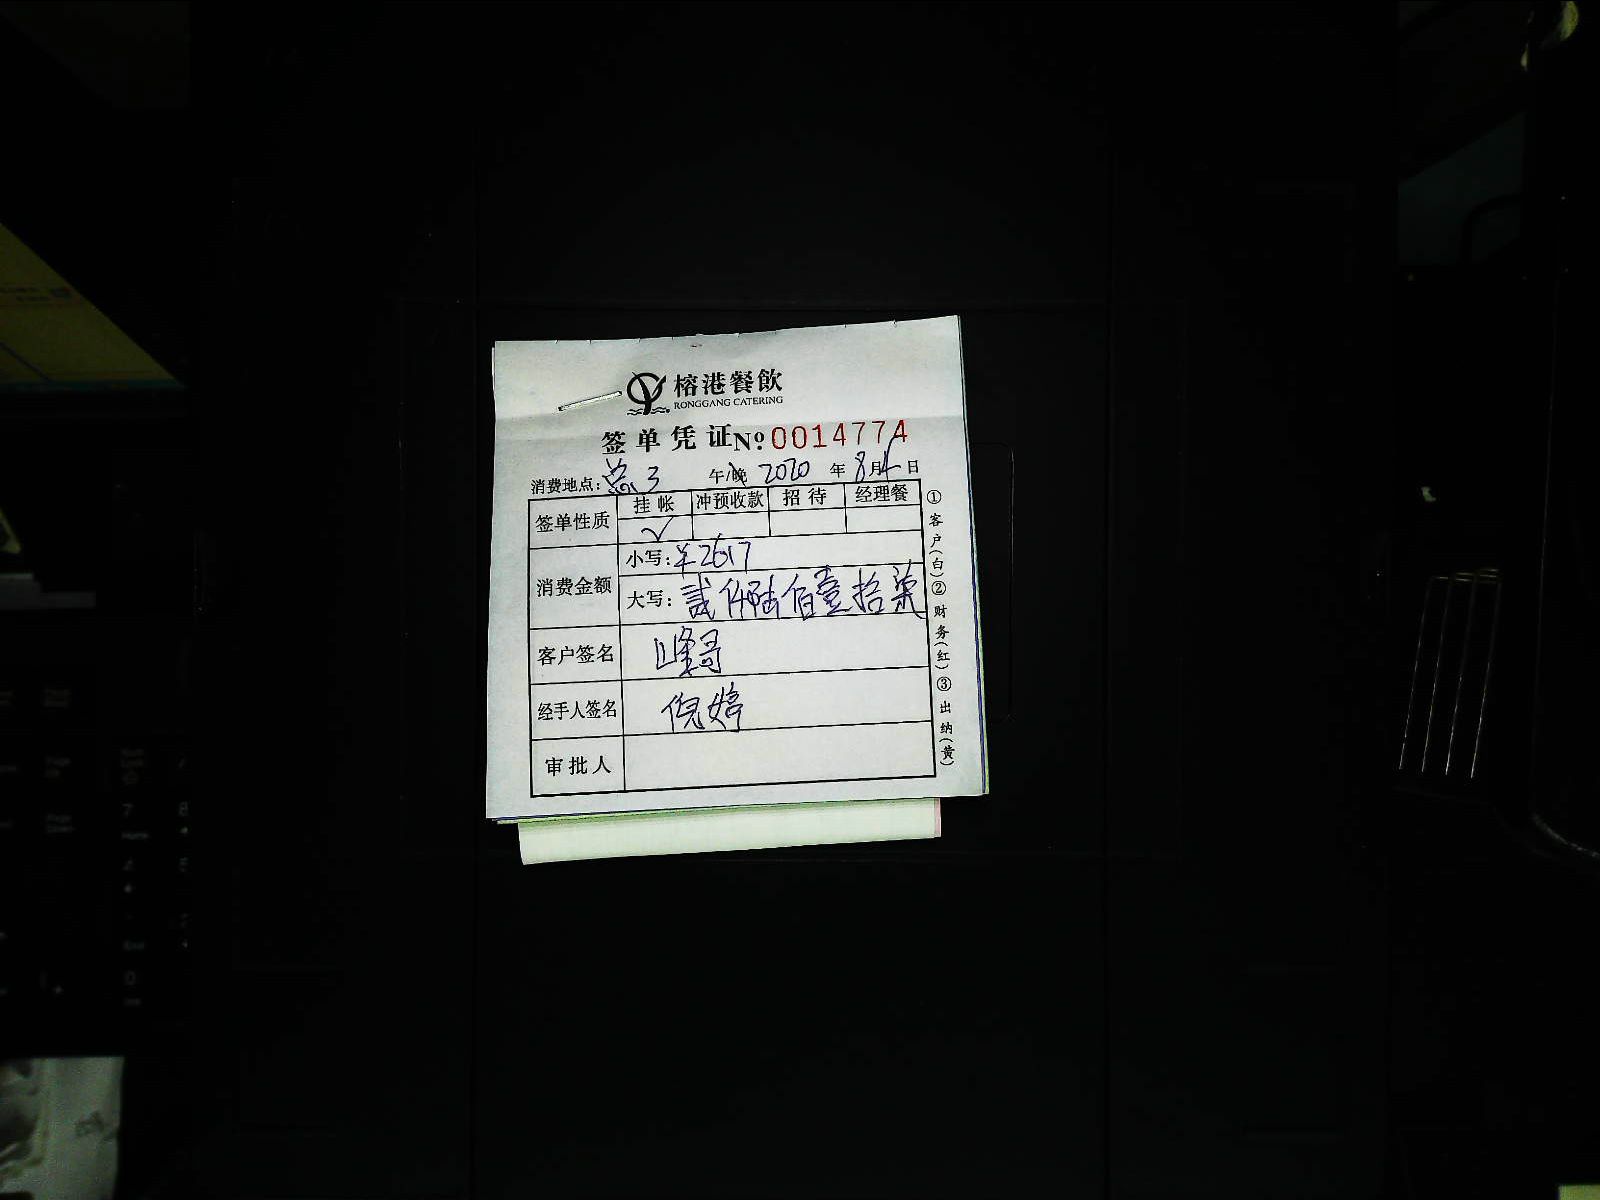 榕港餐飲
RONGGANG CATERING
签单凭证 Nº 0014774
消费地点: 总3 午/晚 2020 年 8 月 日
签单性质 挂帐 冲预收款 招待 经理餐
√
消费金额 小写: ¥2617
大写: 贰仟陆佰壹拾柒
客户签名 峰哥
经手人签名 倪婷
审批人
①客户(白)②财务(红)③出纳(黄)